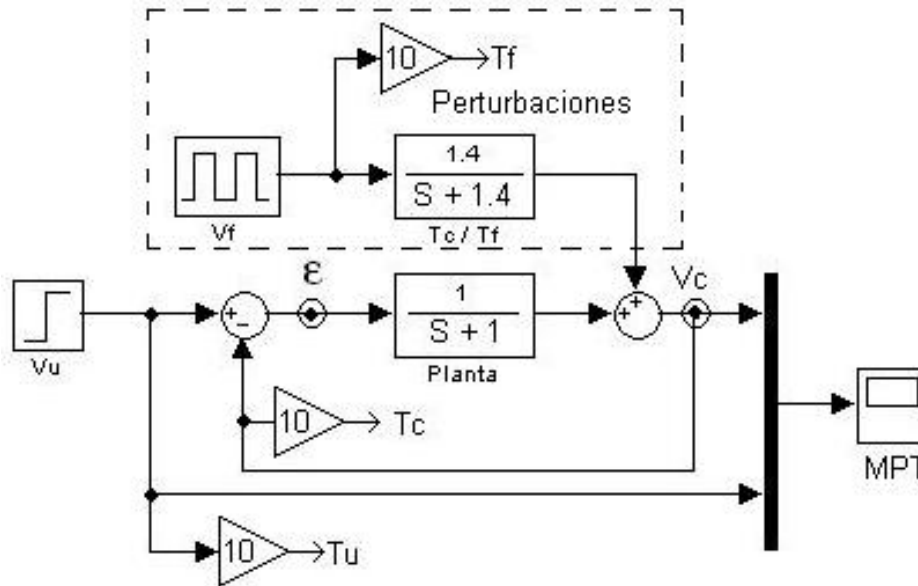 10 Tf
Perturbaciones
1.4
S + 1.4
Vf
Tc / Tf
ε
Vc
+
+
+
−
1
S + 1
Vu
Planta
10 Tc
MPT
10 Tu